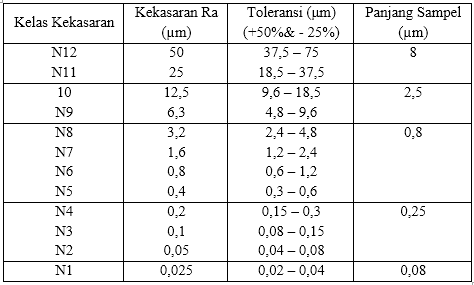 Kelas Kekasaran Kekasaran Ra (µm) Toleransi (µm) (+50%& - 25%) Panjang Sampel (µm)
N12 50 37,5 – 75 8
N11 25 18,5 – 37,5
10 12,5 9,6 – 18,5 2,5
N9 6,3 4,8 – 9,6
N8 3,2 2,4 – 4,8 0,8
N7 1,6 1,2 – 2,4
N6 0,8 0,6 – 1,2
N5 0,4 0,3 – 0,6
N4 0,2 0,15 – 0,3 0,25
N3 0,1 0,08 – 0,15
N2 0,05 0,04 – 0,08
N1 0,025 0,02 – 0,04 0,08